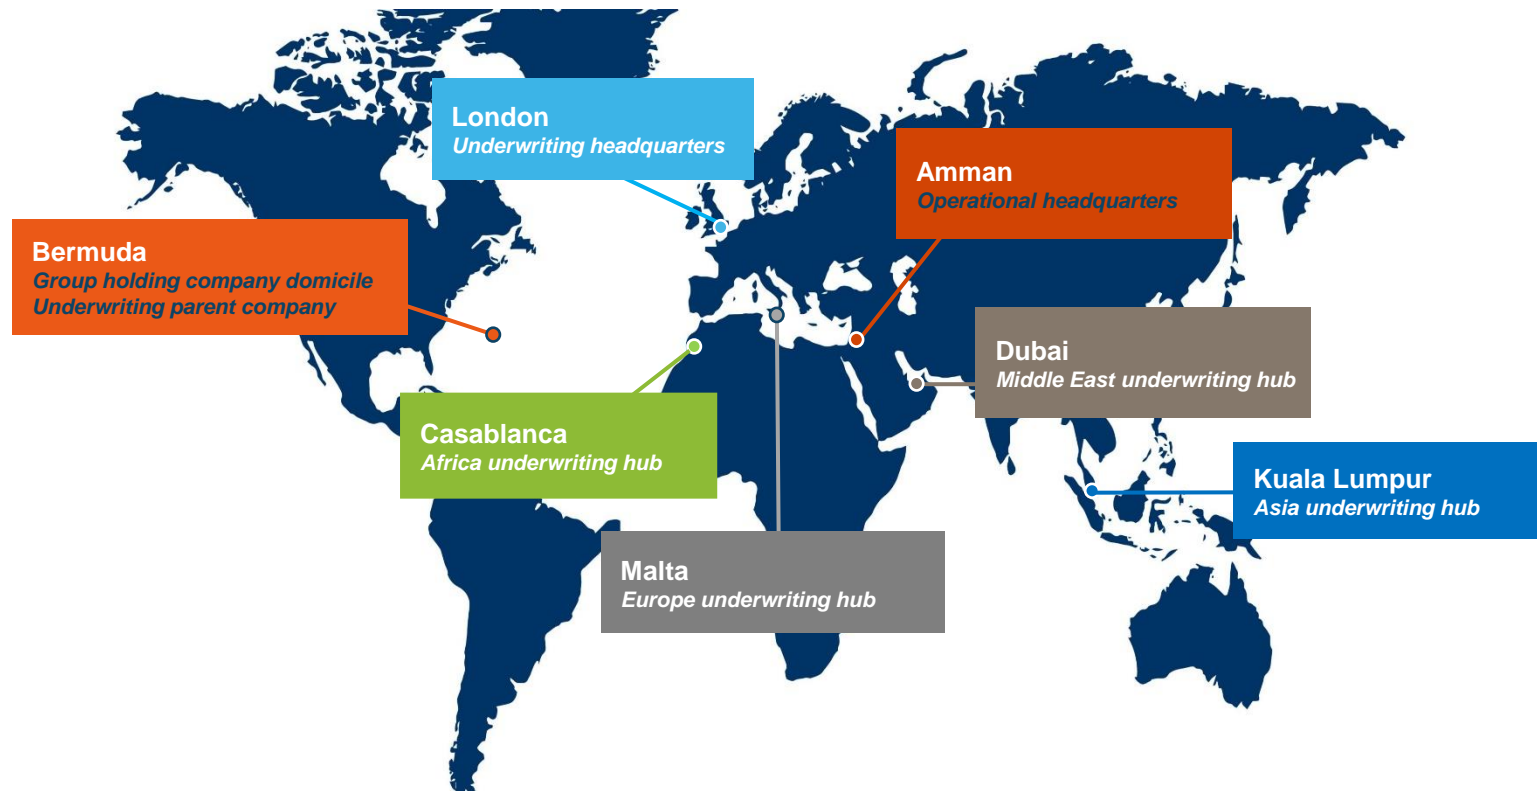 London
Underwriting headquarters
Amman
Operational headquarters
Bermuda
Group holding company domicile
Underwriting parent company
Dubai
Middle East underwriting hub
Casablanca
Africa underwriting hub
Kuala Lumpur
Asia underwriting hub
Malta
Europe underwriting hub